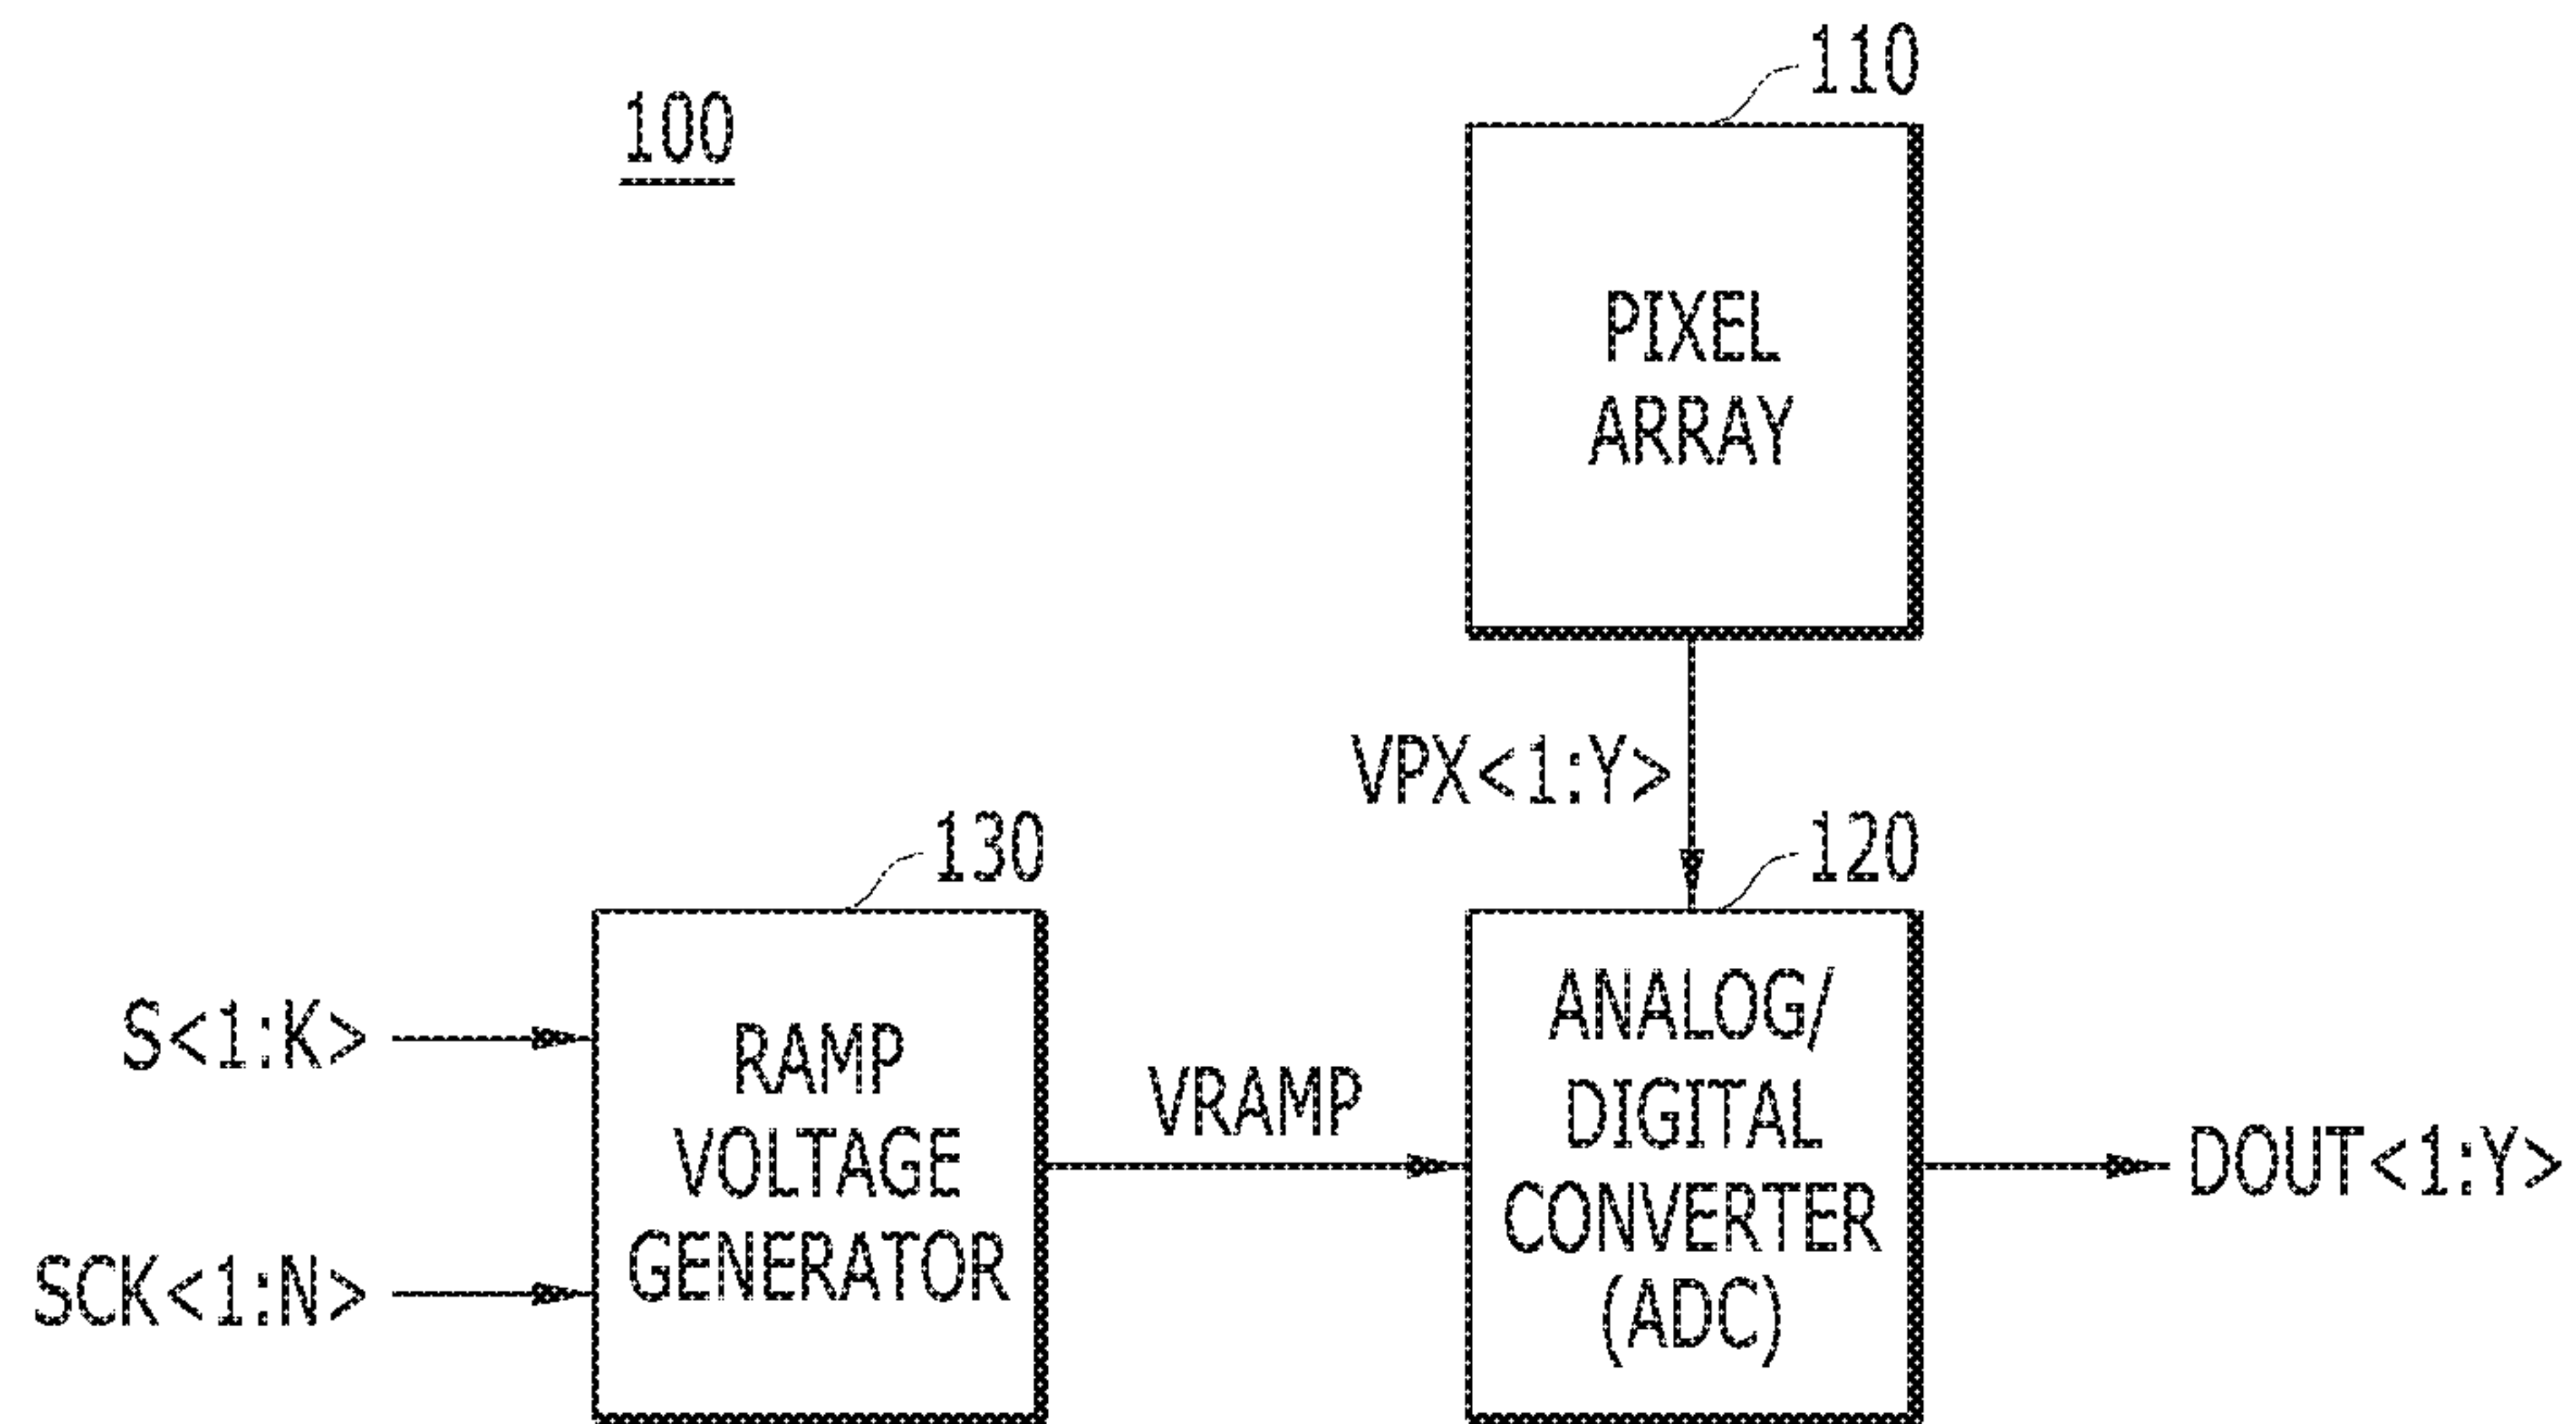 100
110
PIXEL
ARRAY
VPX<1:Y>
130
120
S<1:K>
SCK<1:N>
RAMP
VOLTAGE
GENERATOR
VRAMP
ANALOG/
DIGITAL
CONVERTER
(ADC)
DOUT<1:Y>